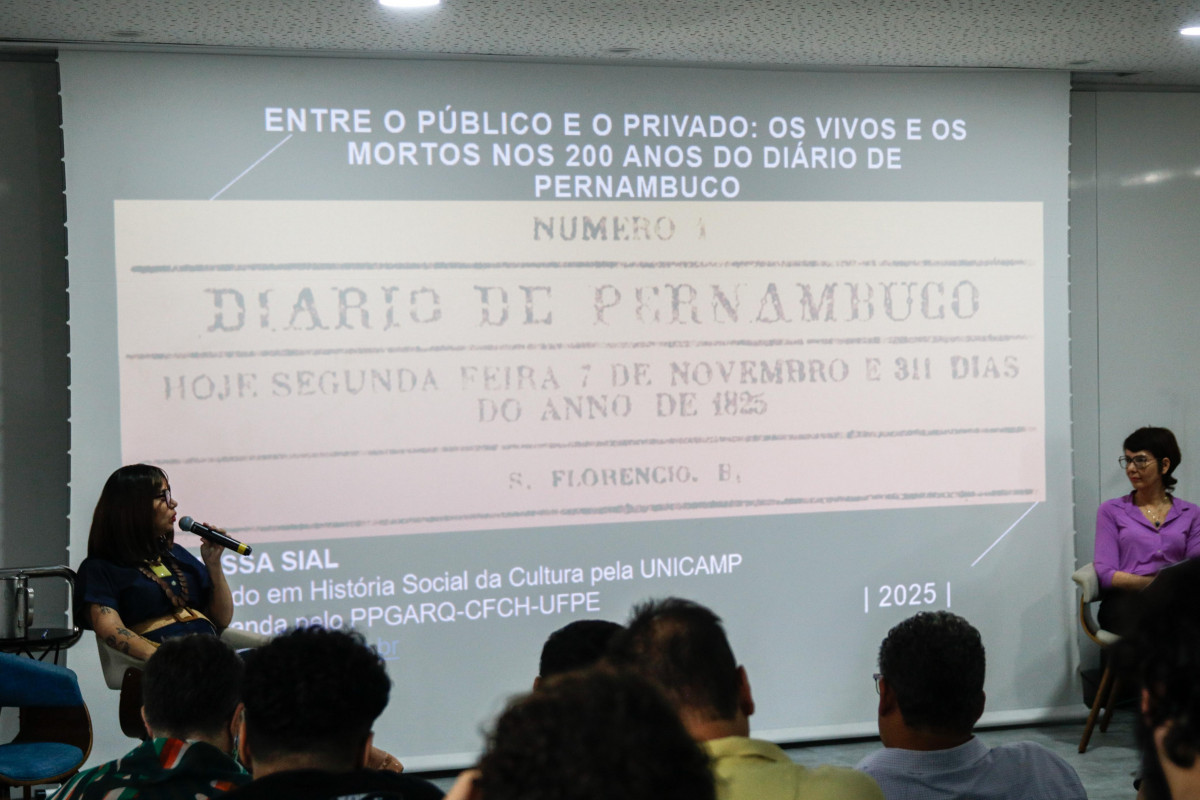 ENTRE O PÚBLICO E O PRIVADO: OS VIVOS E OS
MORTOS NOS 200 ANOS DO DIÁRIO DE
PERNAMBUCO
NUMERO 1
DIARIO DE PERNAMBUCO
HOJE SEGUNDA FEIRA 7 DE NOVEMBRO E 311 DIAS
DO ANNO DE 1825
S. FLORENCIO. B.
SSA SIAL
do em História Social da Cultura pela UNICAMP
enda pelo PPGARQ-CFCH-UFPE
br
| 2025 |